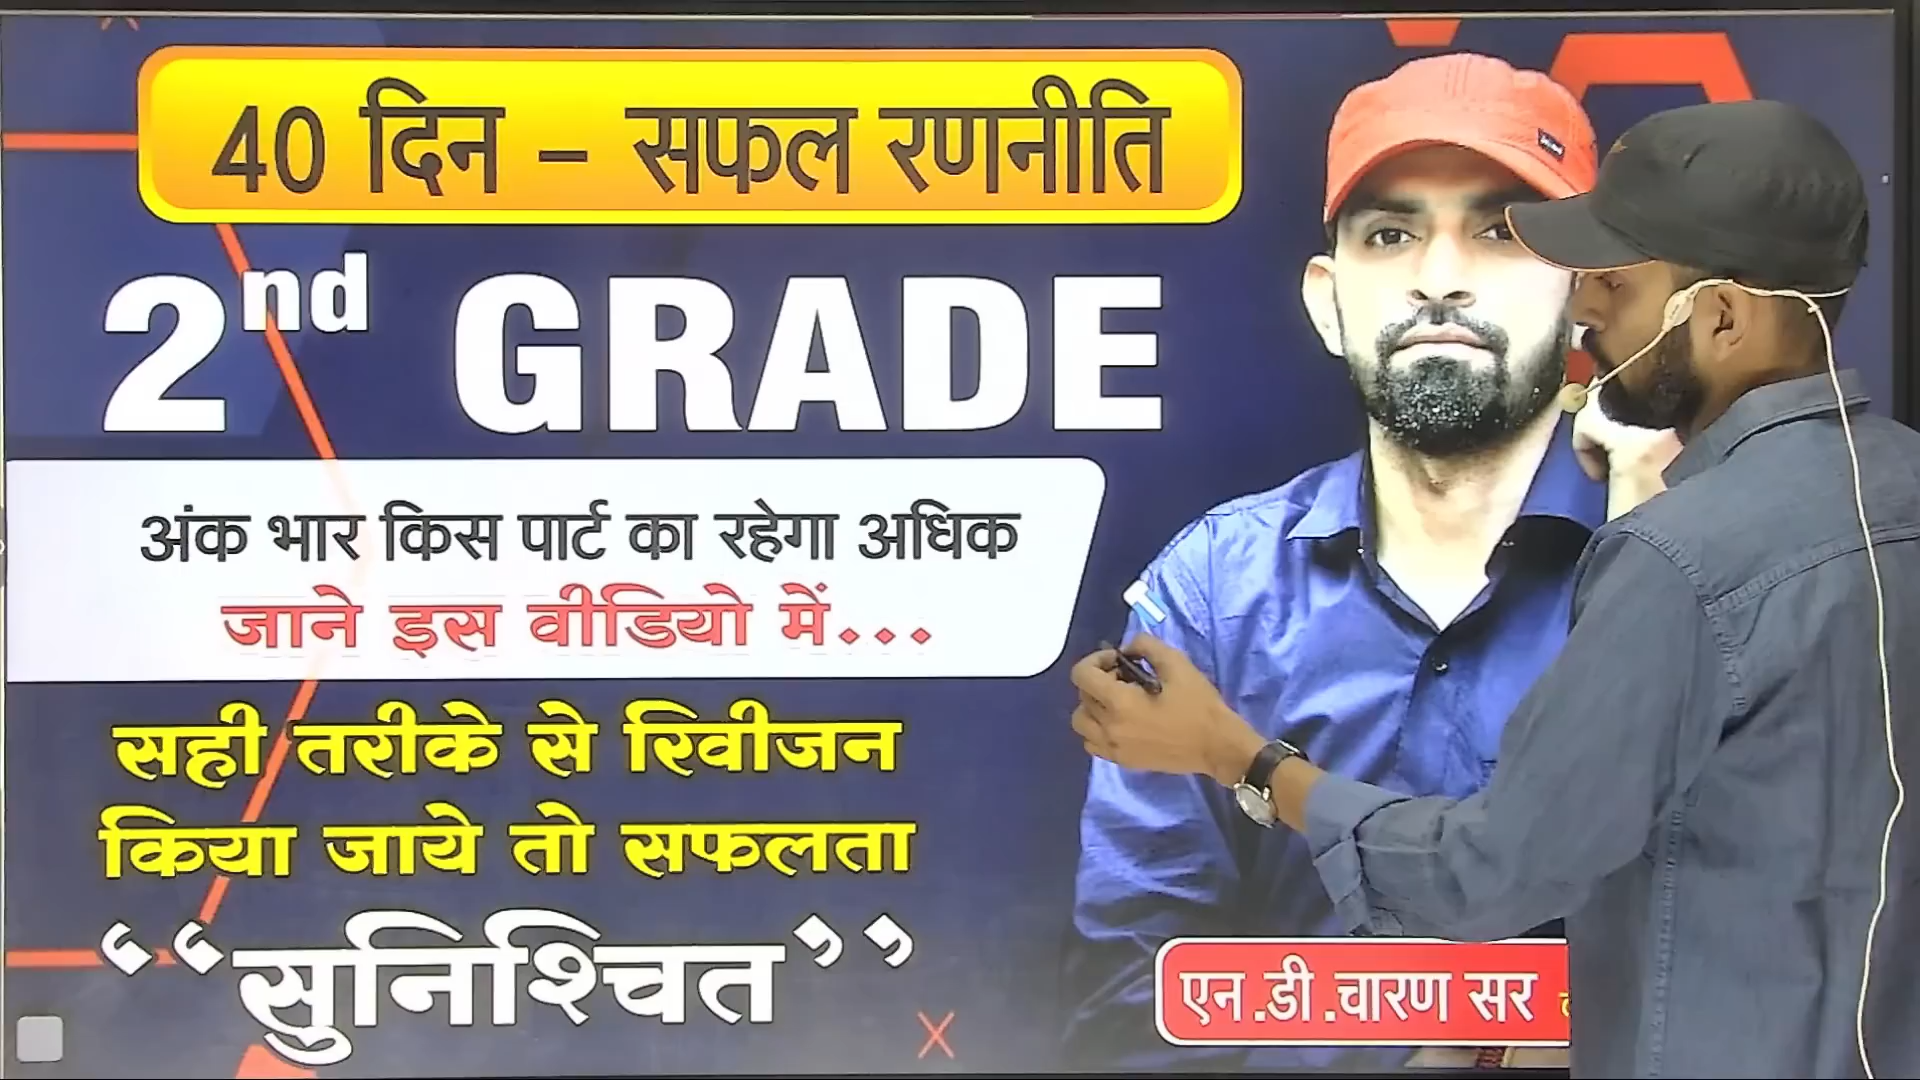 40 दिन – सफल रणनीति
2nd GRADE
अंक भार किस पार्ट का रहेगा अधिक
जाने इस वीडियो में...
सही तरीके से रिवीजन
किया जाये तो सफलता
“सुनिश्चित”
एन.डी.चारण सर